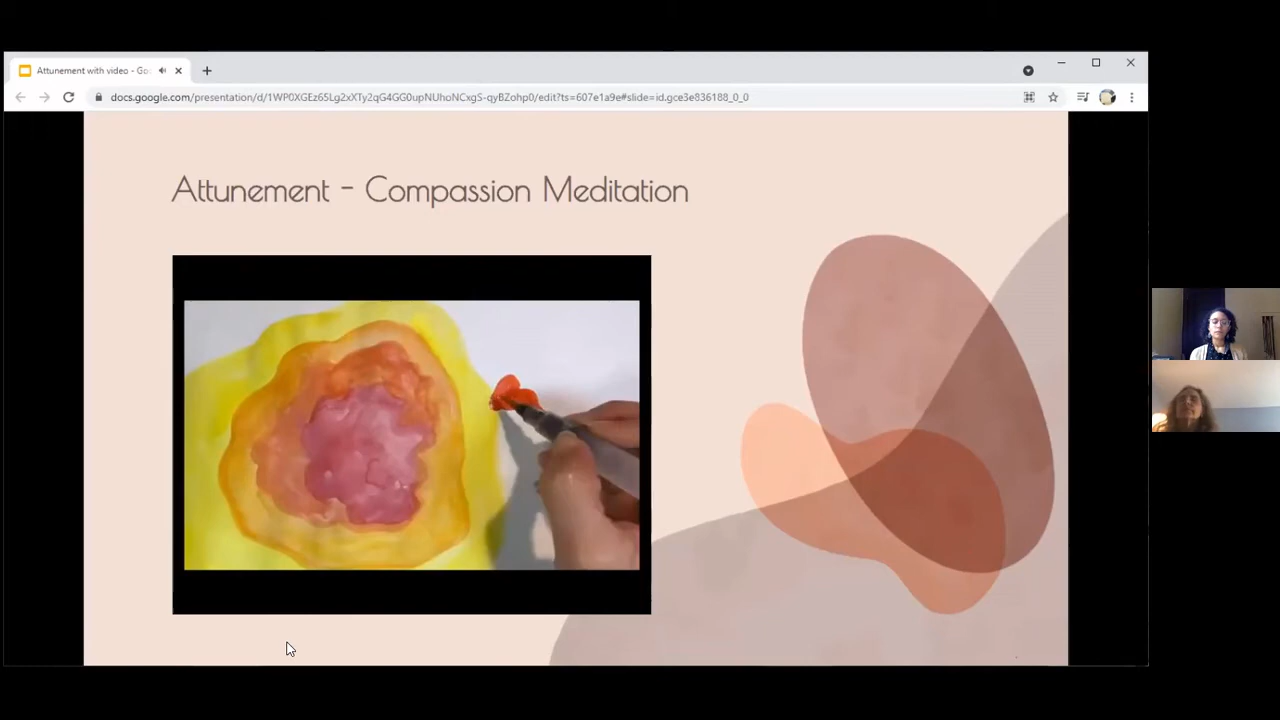 Attunement with video - Go
docs.google.com/presentation/d/1WP0XGEz65Lg2xXTy2qG4GG0upNUhoNCxgS-qyBZohp0/edit?ts=607e1a9e#slide=id.gce3e836188_0_0
Attunement - Compassion Meditation